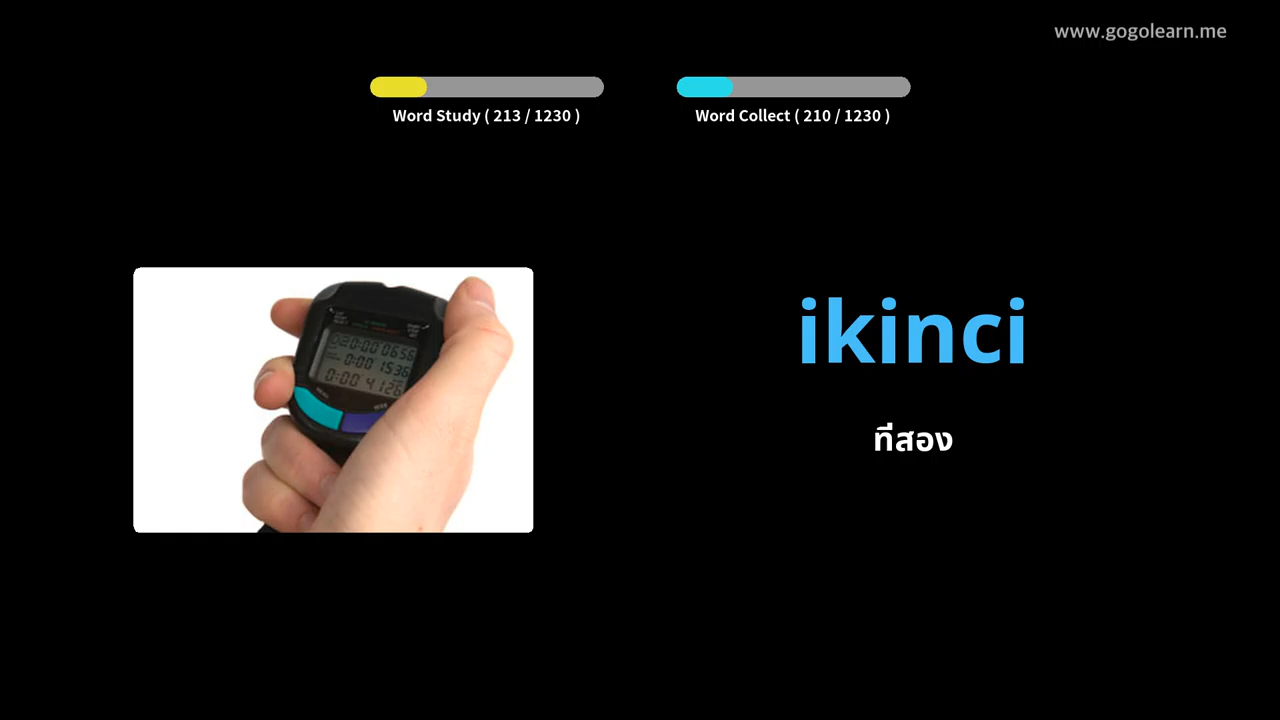 www.gogolearn.me
Word Study ( 213 / 1230 )
Word Collect ( 210 / 1230 )
ikinci
ที่สอง